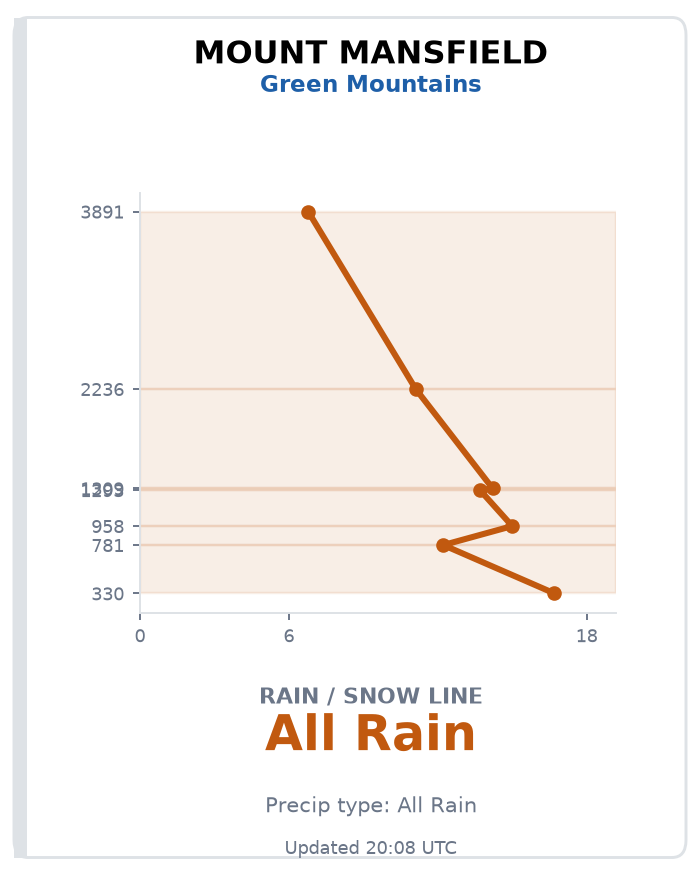 MOUNT MANSFIELD
Green Mountains
3891
2236
958
781
330
0 6 18
RAIN / SNOW LINE
All Rain
Precip type: All Rain
Updated 20:08 UTC